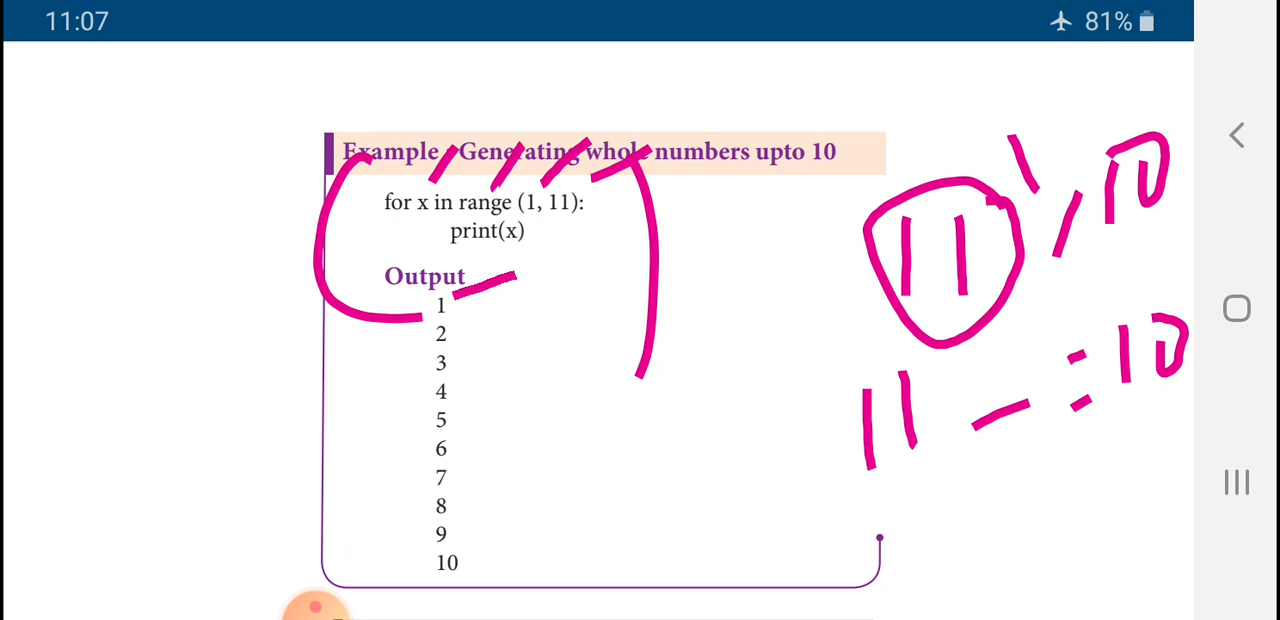 11:07 81%
Example Generating whole numbers upto 10
for x in range (1, 11):
print(x)
Output
1
2
3
4
5
6
7
8
9
10
1, 10
11
11 - = 10